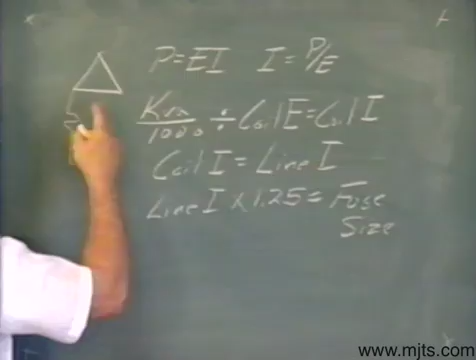 P=EI I=P/E
Kva/1000 ÷ Coil E = Coil I
Coil I = Line I
Line I x 1.25 = Fuse
Size
www.mjts.com